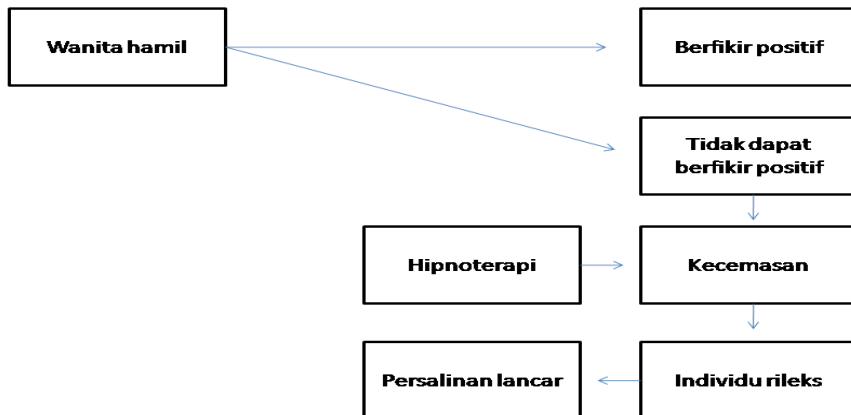 Wanita hamil
Berfikir positif
Tidak dapat
berfikir positif
Hipnoterapi
Kecemasan
Persalinan lancar
Individu rileks